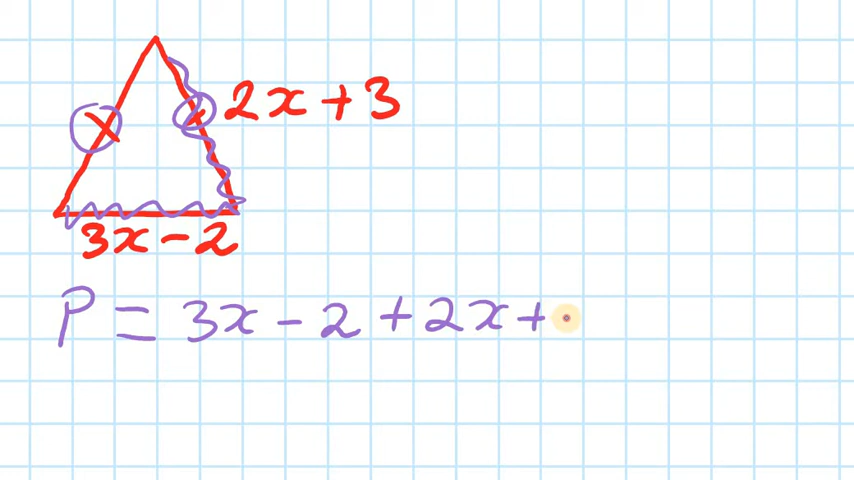 2x + 3
3x - 2
P = 3x - 2 + 2x +